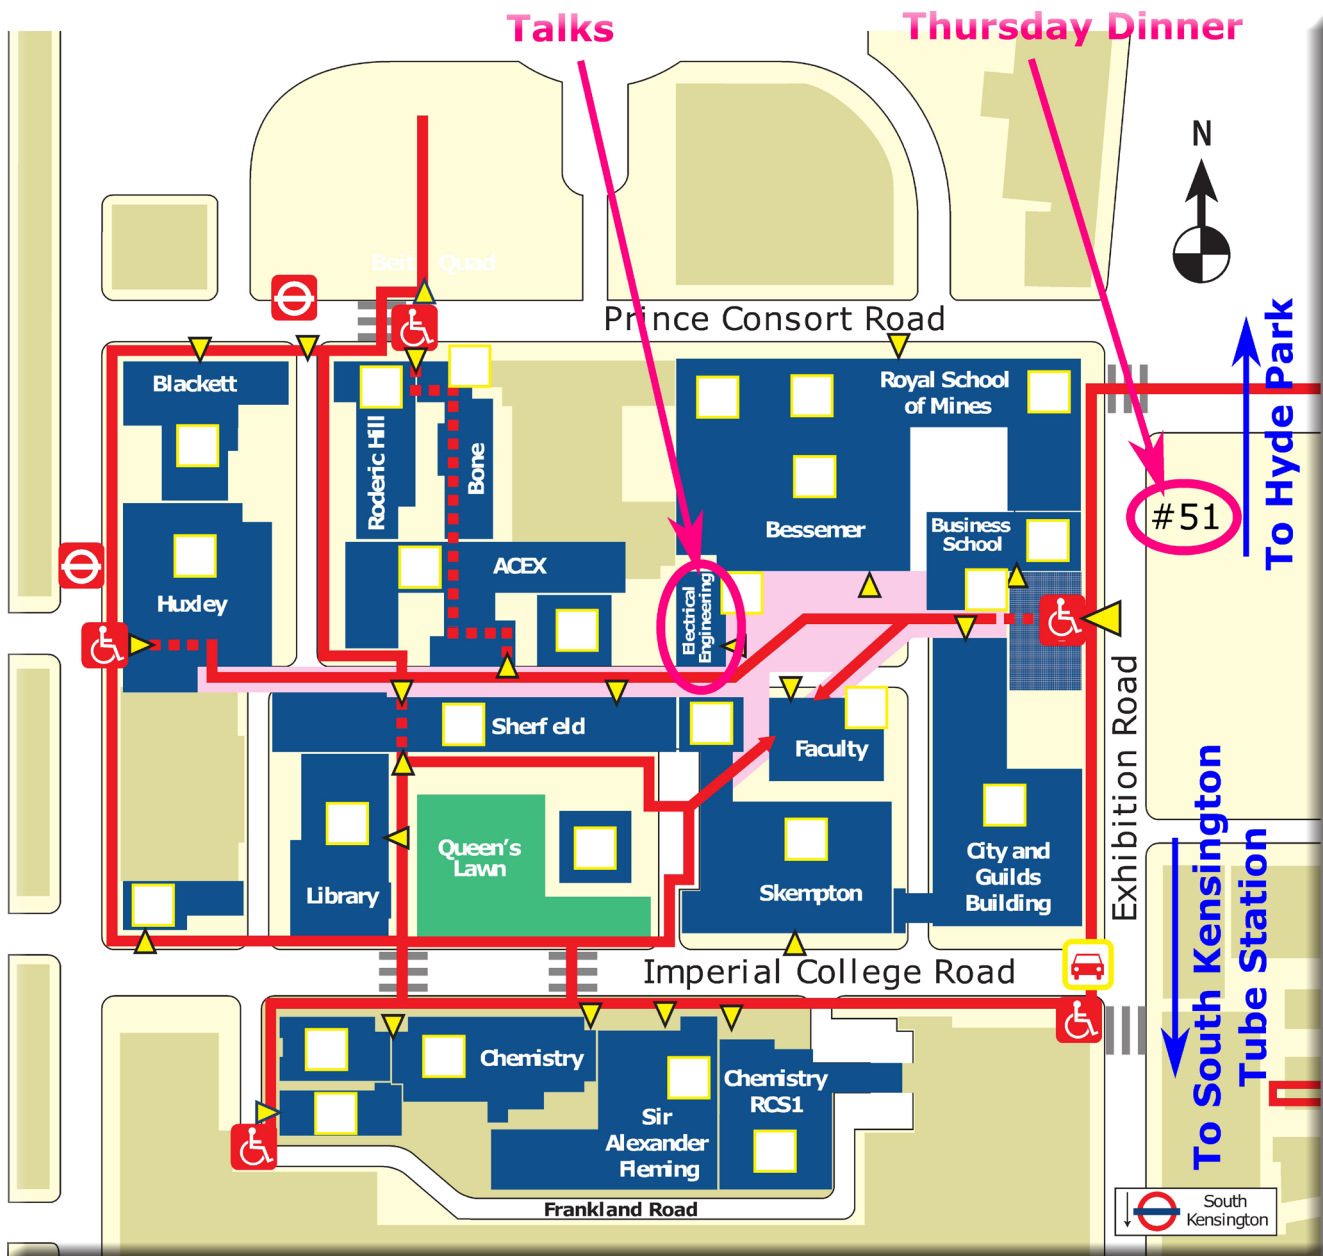 Talks
Thursday Dinner
N
Beit Quad
Prince Consort Road
To Hyde Park
Blackett
Royal School
of Mines
Roderic Hill
Bone
#51
Bessemer
Business
School
ACEX
Huxley
Electrical
Engineering
Sherf eld
Faculty
Exhibition Road
Queen's
Lawn
Library
Skempton
City and
Guilds
Building
To South Kensington
Tube Station
Imperial College Road
Chemistry
Chemistry
RCS1
Sir
Alexander
Fleming
South
Kensington
Frankland Road